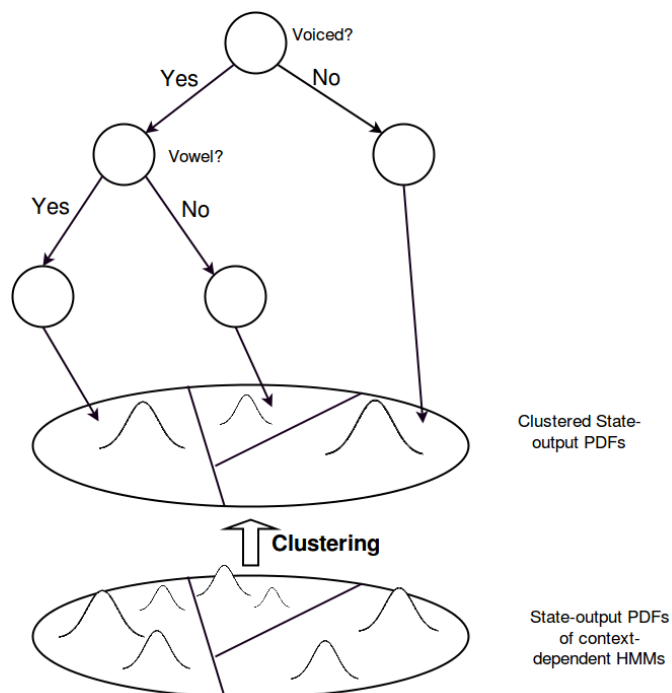 Voiced?
Yes
No
Vowel?
Yes
No
Clustered State-
output PDFs
Clustering
State-output PDFs
of context-
dependent HMMs